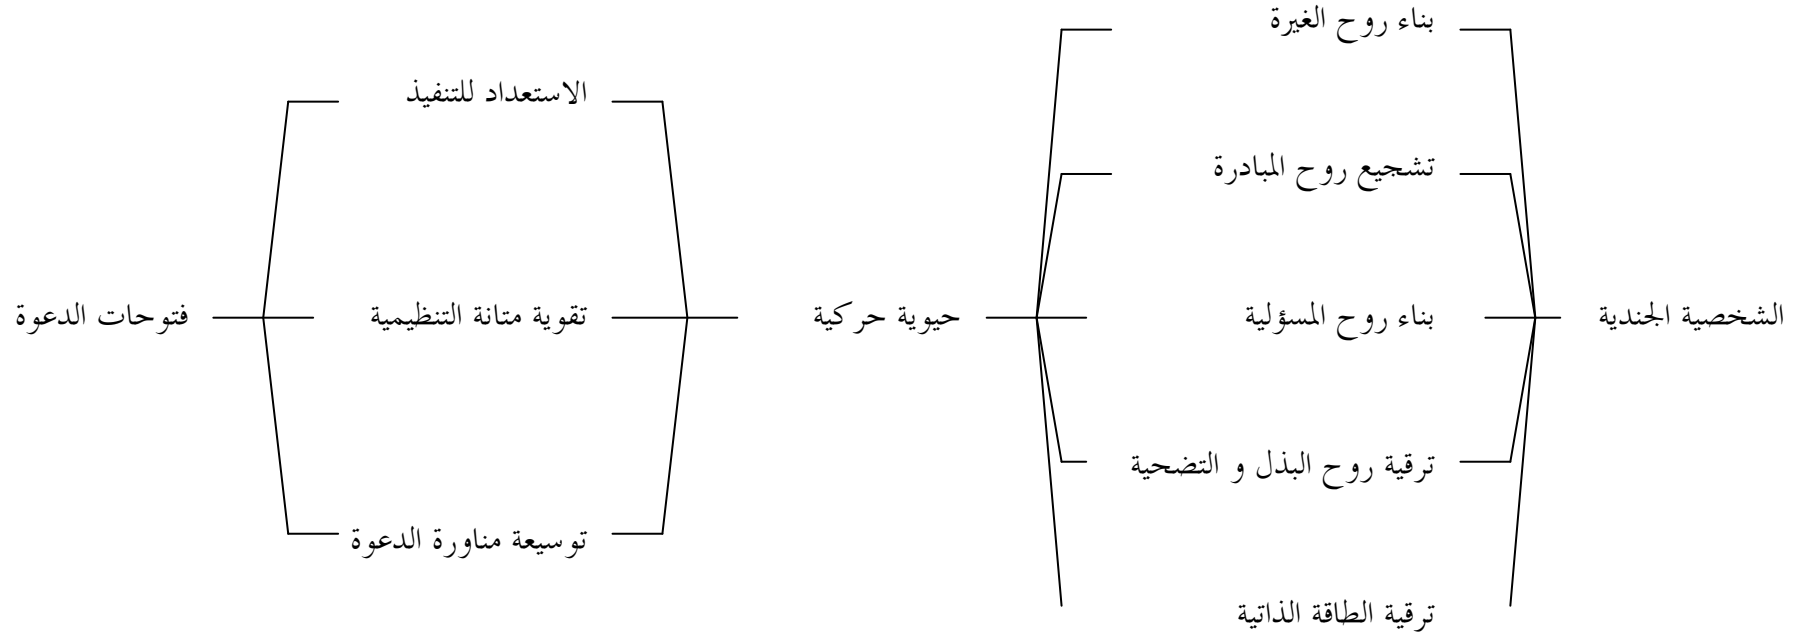 الشخصية الجندية
بناء روح الغيرة
تشجيع روح المبادرة
بناء روح المسؤلية
ترقية روح البذل و التضحية
ترقية الطاقة الذاتية
حيوية حركية
الاستعداد للتنفيذ
تقوية متانة التنظيمية
توسيعة مناورة الدعوة
فتوحات الدعوة